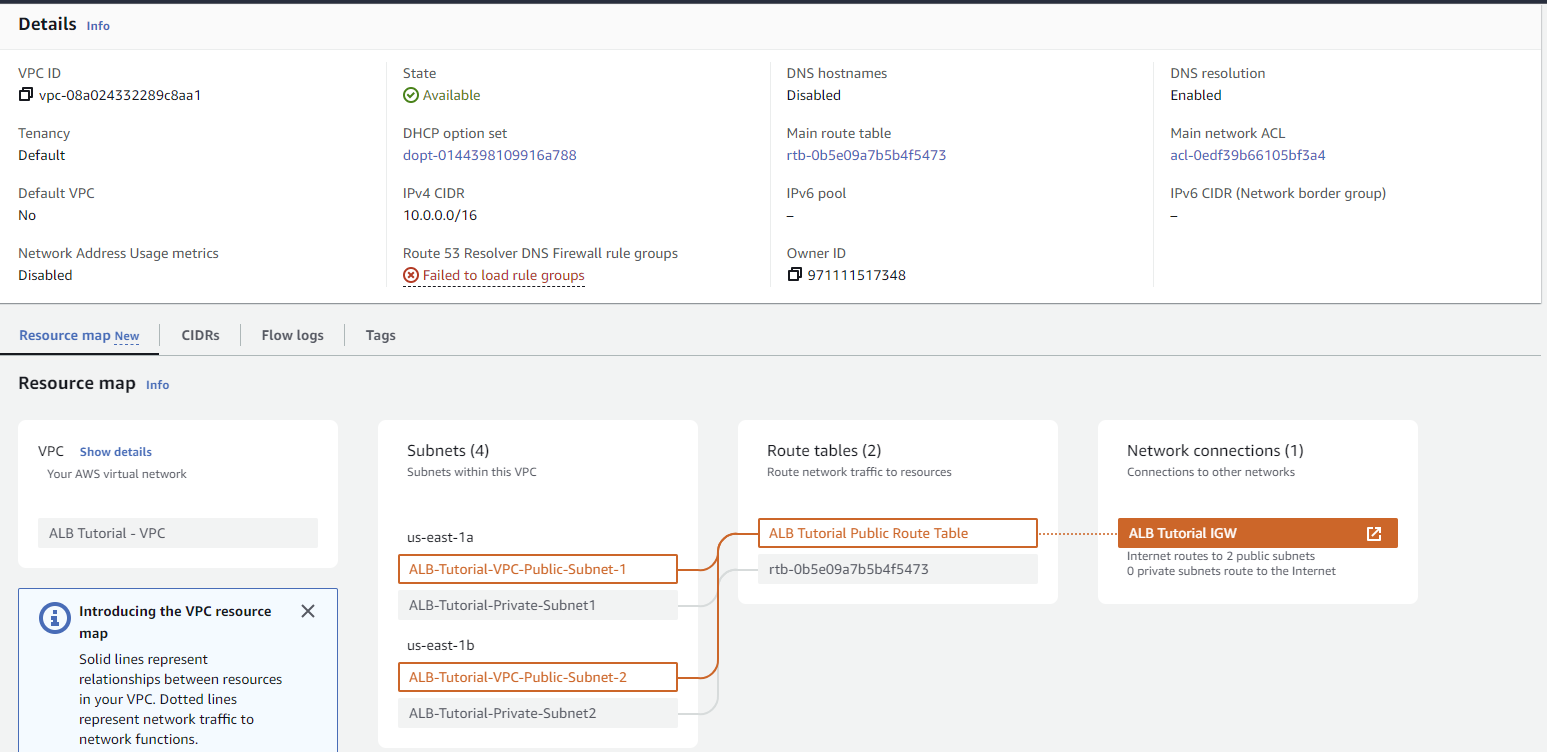 Details Info
VPC ID
vpc-08a024332289c8aa1
State
Available
DNS hostnames
Disabled
DNS resolution
Enabled
Tenancy
Default
DHCP option set
dopt-0144398109916a788
Main route table
rtb-0b5e09a7b5b4f5473
Main network ACL
acl-0edf39b66105bf3a4
Default VPC
No
IPv4 CIDR
10.0.0.0/16
IPv6 pool
–
IPv6 CIDR (Network border group)
–
Network Address Usage metrics
Disabled
Route 53 Resolver DNS Firewall rule groups
Failed to load rule groups
Owner ID
971111517348
Resource map New
CIDRs
Flow logs
Tags
Resource map Info
VPC Show details
Your AWS virtual network
ALB Tutorial - VPC
Introducing the VPC resource
map
Solid lines represent
relationships between resources
in your VPC. Dotted lines
represent network traffic to
network functions.
Subnets (4)
Subnets within this VPC
us-east-1a
ALB-Tutorial-VPC-Public-Subnet-1
ALB-Tutorial-Private-Subnet1
us-east-1b
ALB-Tutorial-VPC-Public-Subnet-2
ALB-Tutorial-Private-Subnet2
Route tables (2)
Route network traffic to resources
ALB Tutorial Public Route Table
rtb-0b5e09a7b5b4f5473
Network connections (1)
Connections to other networks
ALB Tutorial IGW
Internet routes to 2 public subnets
0 private subnets route to the Internet